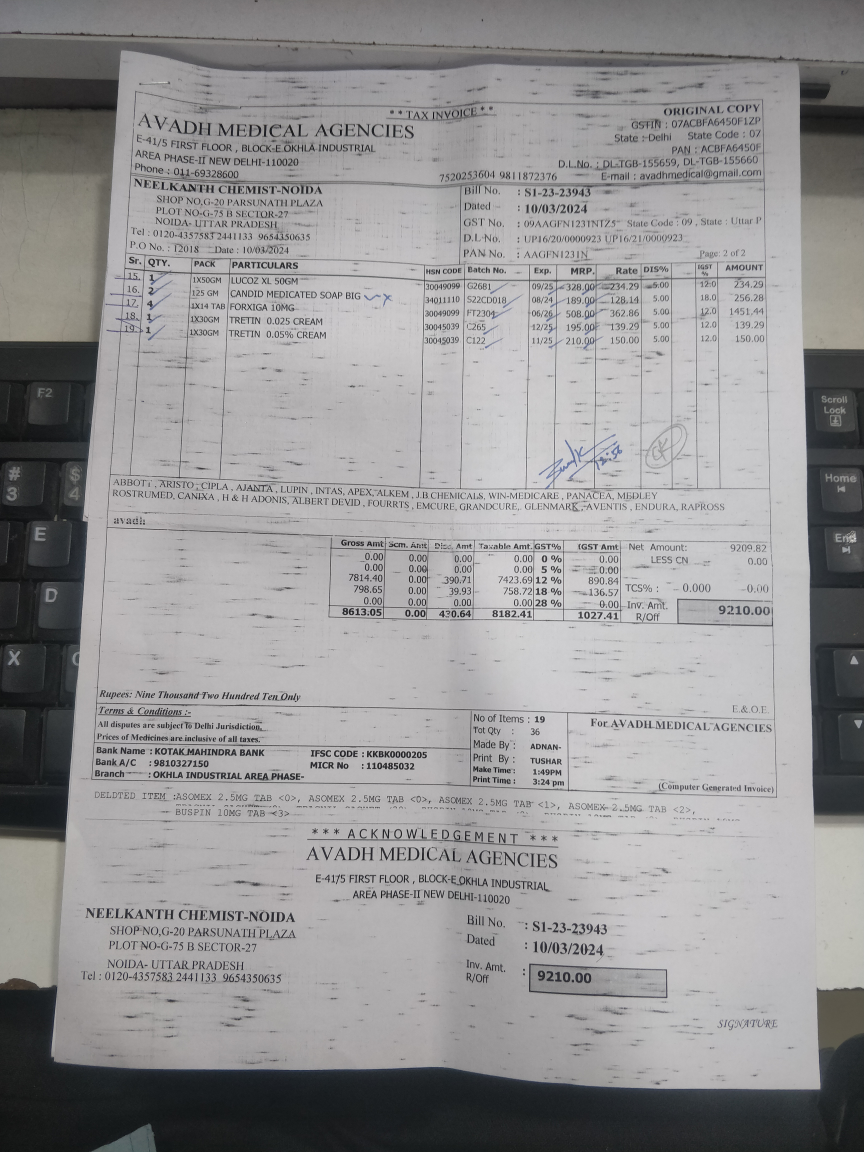 * * TAX INVOICE * *
ORIGINAL COPY
AVADH MEDICAL AGENCIES
E-41/5 FIRST FLOOR , BLOCK-E OKHLA INDUSTRIAL
AREA PHASE-II NEW DELHI-110020
Phone : 011-69328600
GSTIN : 07ACBFA6450F1ZP
State : Delhi State Code : 07
PAN : ACBFA6450F
D.L.No. : DL-TGB-155659, DL-TGB-155660
7520253604 9811872376 E-mail : avadhmedical@gmail.com
NEELKANTH CHEMIST-NOIDA
SHOP NO,G-20 PARSUNATH PLAZA
PLOT NO-G-75 B SECTOR-27
NOIDA- UTTAR PRADESH
Tel : 0120-4357583 2441133 9654350635
P.O No. : 12018 Date : 10/03/2024
Bill No. : S1-23-23943
Dated : 10/03/2024
GST No. : 09AAGFN1231N1Z5 State Code : 09 , State : Uttar P
D.L.No. : UP16/20/0000923 UP16/21/0000923
PAN No. : AAGFN1231N Page: 2 of 2
Sr. QTY. PACK PARTICULARS HSN CODE Batch No. Exp. MRP. Rate DIS% IGST % AMOUNT
15. 1 1X50GM LUCOZ XL 50GM 30049099 G2681 09/25 328.00 234.29 5.00 12.0 234.29
16. 2 125 GM CANDID MEDICATED SOAP BIG 34011110 S22CD018 08/24 189.00 128.14 5.00 18.0 256.28
17. 4 1X14 TAB FORXIGA 10MG 30049099 FT2304 06/26 508.00 362.86 5.00 12.0 1451.44
18. 1 1X30GM TRETIN 0.025 CREAM 30045039 C265 12/25 195.00 139.29 5.00 12.0 139.29
19. 1 1X30GM TRETIN 0.05% CREAM 30045039 C122 11/25 210.00 150.00 5.00 12.0 150.00
OK
ABBOTT , ARISTO , CIPLA , AJANTA , LUPIN , INTAS, APEX, ALKEM , J.B CHEMICALS, WIN-MEDICARE , PANACEA, MEDLEY
ROSTRUMED, CANIXA , H & H ADONIS, ALBERT DEVID , FOURRTS , EMCURE, GRANDCURE, GLENMARK ,AVENTIS , ENDURA, RAPROSS
avadh
Gross Amt Scm. Amt Disc. Amt Taxable Amt. GST% IGST Amt
0.00 0.00 0.00 0.00 0 % 0.00
0.00 0.00 0.00 0.00 5 % 0.00
7814.40 0.00 390.71 7423.69 12 % 890.84
798.65 0.00 39.93 758.72 18 % 136.57
0.00 0.00 0.00 0.00 28 % 0.00
8613.05 0.00 430.64 8182.41 1027.41
Net Amount: 9209.82
LESS CN 0.00
TCS% : 0.000 0.00
Inv. Amt. R/Off 9210.00
Rupees: Nine Thousand Two Hundred Ten Only
E.& O.E.
Terms & Conditions :-
All disputes are subject to Delhi Jurisdiction.
Prices of Medicines are inclusive of all taxes.
Bank Name : KOTAK MAHINDRA BANK IFSC CODE : KKBK0000205
Bank A/C : 9810327150 MICR No : 110485032
Branch : OKHLA INDUSTRIAL AREA PHASE-
No of Items : 19
Tot Qty : 36
Made By : ADNAN-
Print By : TUSHAR
Make Time : 1:49PM
Print Time : 3:24 pm
For AVADH MEDICAL AGENCIES
(Computer Generated Invoice)
DELDTED ITEM :ASOMEX 2.5MG TAB <0>, ASOMEX 2.5MG TAB <0>, ASOMEX 2.5MG TAB <1>, ASOMEX 2.5MG TAB <2>,
BUSPIN 10MG TAB <3>
* * * ACKNOWLEDGEMENT * * *
AVADH MEDICAL AGENCIES
E-41/5 FIRST FLOOR , BLOCK-E OKHLA INDUSTRIAL
AREA PHASE-II NEW DELHI-110020
NEELKANTH CHEMIST-NOIDA
SHOP NO,G-20 PARSUNATH PLAZA
PLOT NO-G-75 B SECTOR-27
NOIDA- UTTAR PRADESH
Tel : 0120-4357583 2441133 9654350635
Bill No. : S1-23-23943
Dated : 10/03/2024
Inv. Amt. R/Off : 9210.00
SIGNATURE
F2
# 3
$ 4
E
D
X
Scroll Lock
Home
End